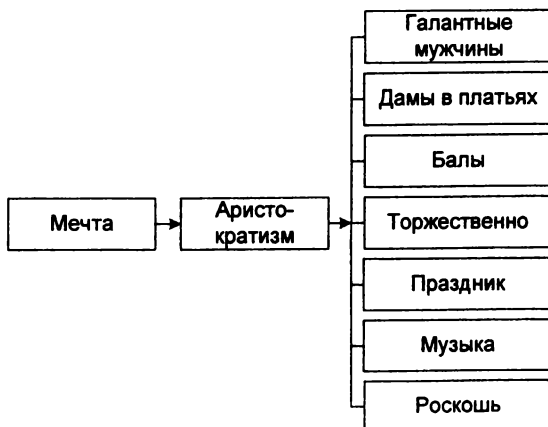 Мечта
Аристо-
кратизм
Галантные
мужчины
Дамы в платьях
Балы
Торжественно
Праздник
Музыка
Роскошь